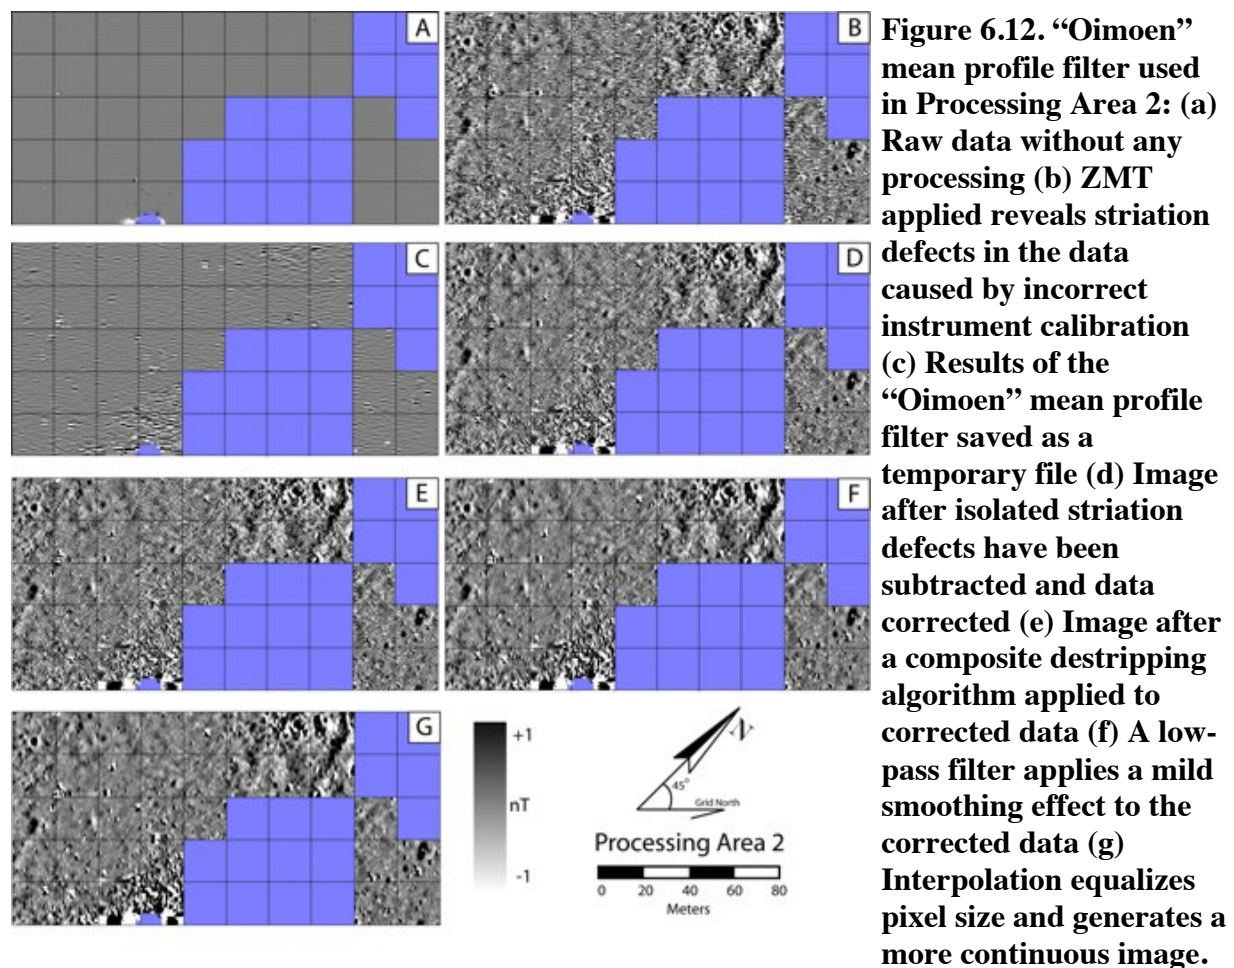 A
B
C
D
E
F
G
+1
nT
-1
N
45°
Grid North
Processing Area 2
0 20 40 60 80
Meters
Figure 6.12. “Oimoen”
mean profile filter used
in Processing Area 2: (a)
Raw data without any
processing (b) ZMT
applied reveals striation
defects in the data
caused by incorrect
instrument calibration
(c) Results of the
“Oimoen” mean profile
filter saved as a
temporary file (d) Image
after isolated striation
defects have been
subtracted and data
corrected (e) Image after
a composite destripping
algorithm applied to
corrected data (f) A low-
pass filter applies a mild
smoothing effect to the
corrected data (g)
Interpolation equalizes
pixel size and generates a
more continuous image.